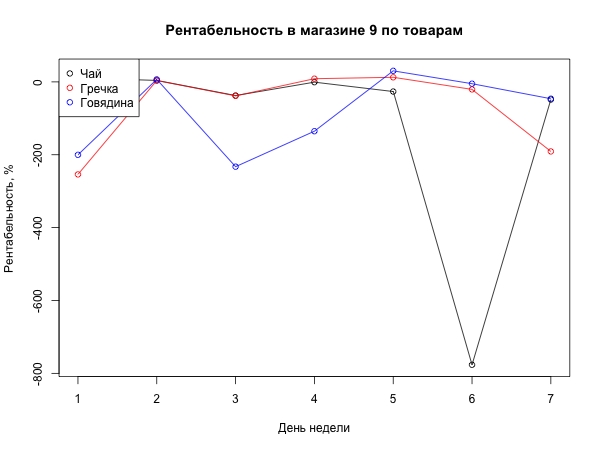 Рентабельность в магазине 9 по товарам
Чай
Гречка
Говядина
Рентабельность, %
0
-200
-400
-600
-800
1 2 3 4 5 6 7
День недели